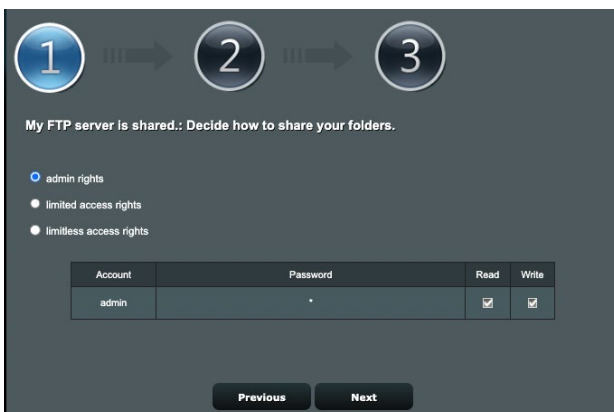 1 2 3
My FTP server is shared.: Decide how to share your folders.
admin rights
limited access rights
limitless access rights
Account Password Read Write
admin *
Previous Next